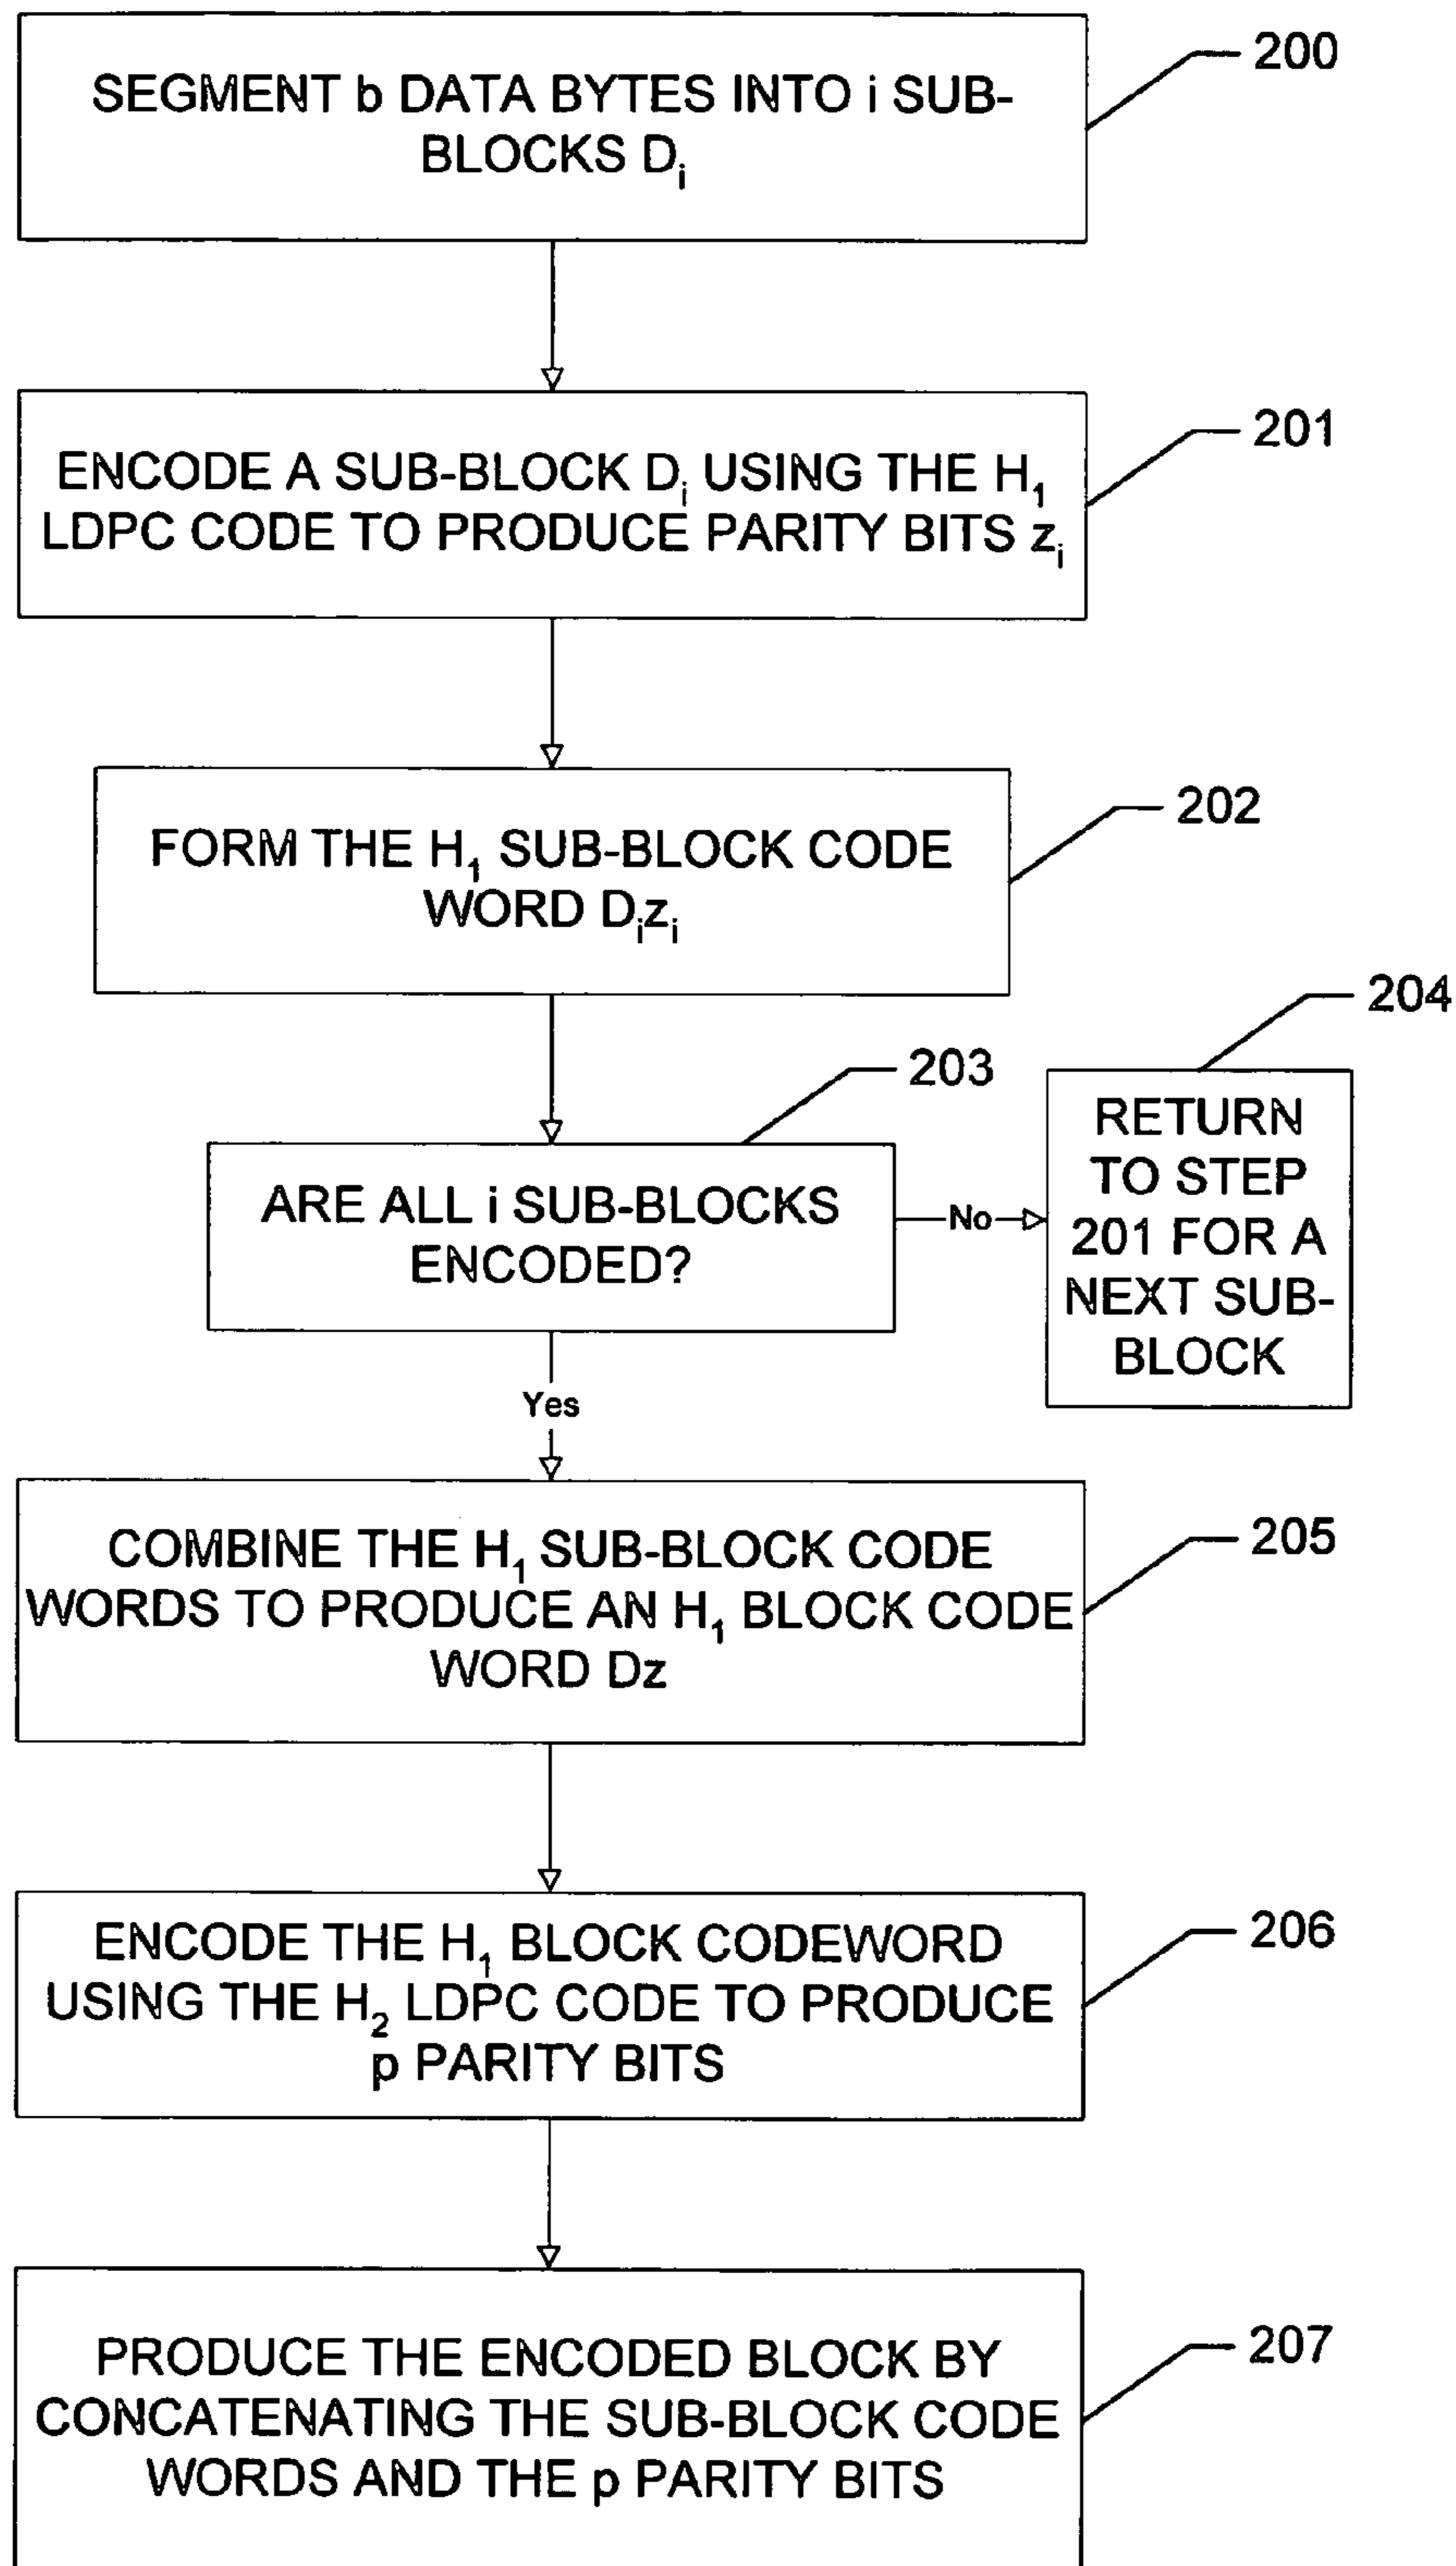 200
SEGMENT b DATA BYTES INTO i SUB-
BLOCKS Di
201
ENCODE A SUB-BLOCK Di USING THE H1
LDPC CODE TO PRODUCE PARITY BITS zi
202
FORM THE H1 SUB-BLOCK CODE
WORD Dizi
203
ARE ALL i SUB-BLOCKS
ENCODED?
No
204
RETURN
TO STEP
201 FOR A
NEXT SUB-
BLOCK
Yes
205
COMBINE THE H1 SUB-BLOCK CODE
WORDS TO PRODUCE AN H1 BLOCK CODE
WORD Dz
206
ENCODE THE H1 BLOCK CODEWORD
USING THE H2 LDPC CODE TO PRODUCE
p PARITY BITS
207
PRODUCE THE ENCODED BLOCK BY
CONCATENATING THE SUB-BLOCK CODE
WORDS AND THE p PARITY BITS